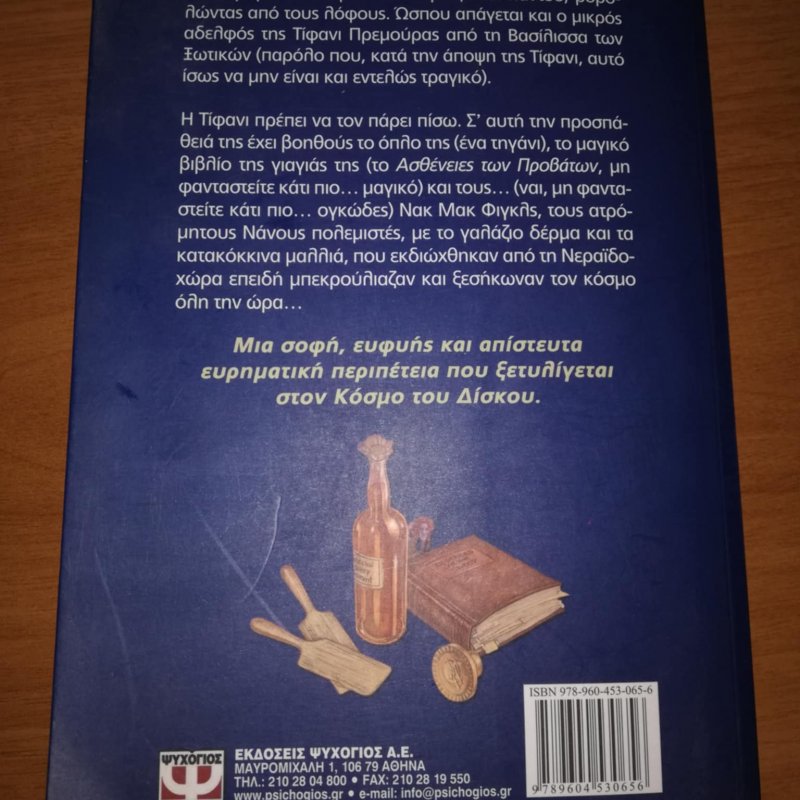 λώντας από τους λόφους. Ώσπου απάγεται και ο μικρός
αδελφός της Τίφανι Πρεμούρας από τη Βασίλισσα των
Ξωτικών (παρόλο που, κατά την άποψη της Τίφανι, αυτό
ίσως να μην είναι και εντελώς τραγικό).
Η Τίφανι πρέπει να τον πάρει πίσω. Σ' αυτή την προσπά-
θειά της έχει βοηθούς το όπλο της (ένα τηγάνι), το μαγικό
βιβλίο της γιαγιάς της (το Ασθένειες των Προβάτων, μη
φανταστείτε κάτι πιο... μαγικό) και τους... (ναι, μη φαντα-
στείτε κάτι πιο... ογκώδες) Νακ Μακ Φιγκλς, τους ατρό-
μητους Νάνους πολεμιστές, με το γαλάζιο δέρμα και τα
κατακόκκινα μαλλιά, που εκδιώχθηκαν από τη Νεραϊδο-
χώρα επειδή μπεκρούλιαζαν και ξεσήκωναν τον κόσμο
όλη την ώρα...
Μια σοφή, ευφυής και απίστευτα
ευρηματική περιπέτεια που ξετυλίγεται
στον Κόσμο του Δίσκου.
ISBN 978-960-453-065-6
9789604530656
ΨΥΧΟΓΙΟΣ
ΕΚΔΟΣΕΙΣ ΨΥΧΟΓΙΟΣ Α.Ε.
ΜΑΥΡΟΜΙΧΑΛΗ 1, 106 79 ΑΘΗΝΑ
ΤΗΛ.: 210 28 04 800 • FAX: 210 28 19 550
www.psichogios.gr • e-mail: info@psichogios.gr